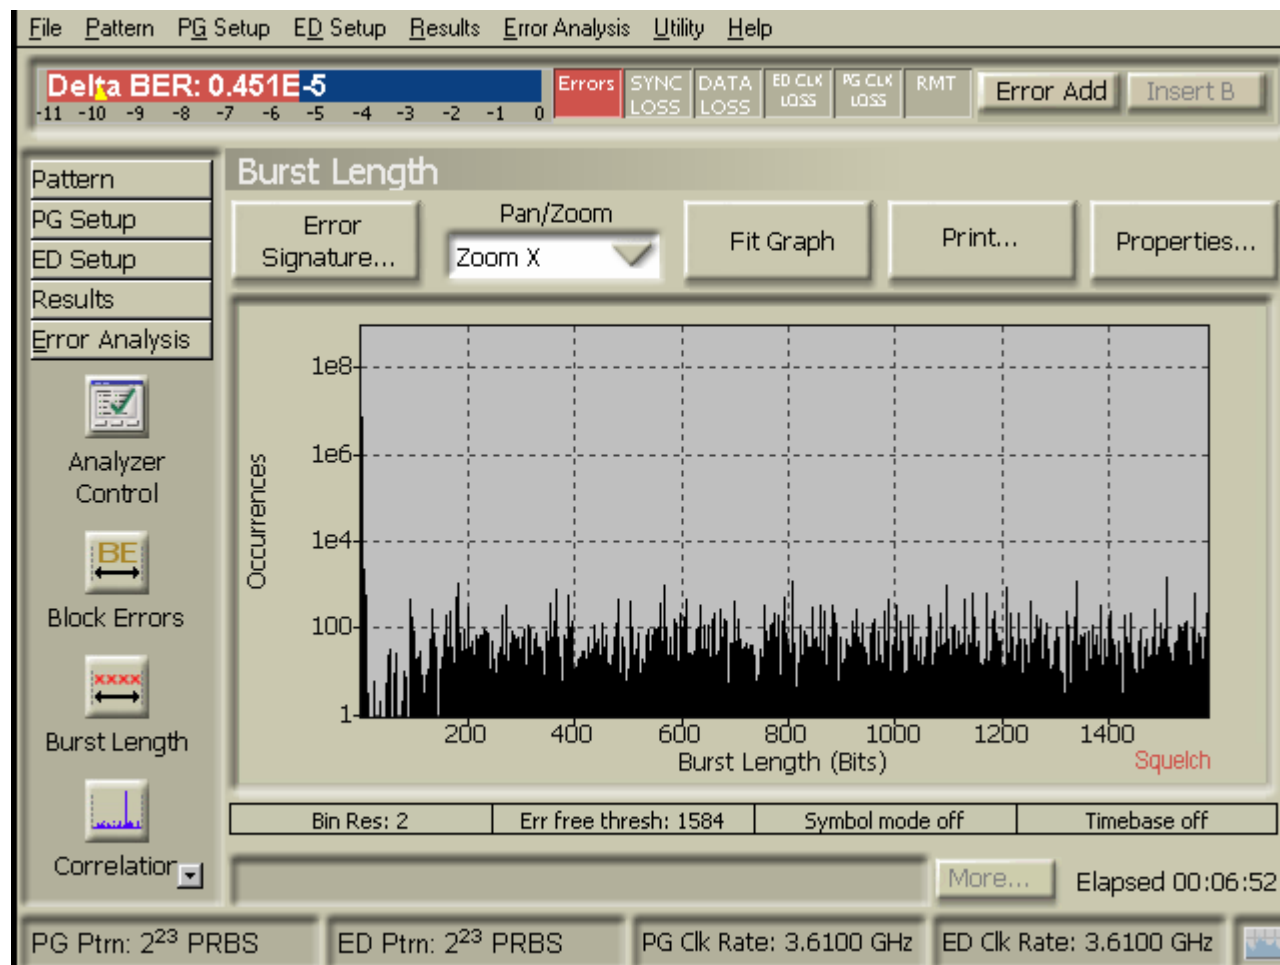 File Pattern PG Setup ED Setup Results Error Analysis Utility Help
Delta BER: 0.451E-5
-11 -10 -9 -8 -7 -6 -5 -4 -3 -2 -1 0
Errors
SYNC LOSS
DATA LOSS
ED CLK LOSS
PG CLK LOSS
RMT
Error Add
Insert B
Pattern
PG Setup
ED Setup
Results
Error Analysis
Analyzer
Control
BE
Block Errors
xxxx
Burst Length
Correlation
Burst Length
Error
Signature...
Pan/Zoom
Zoom X
Fit Graph
Print...
Properties...
Occurrences
1e8
1e6
1e4
100
1
200 400 600 800 1000 1200 1400
Burst Length (Bits)
Squelch
Bin Res: 2
Err free thresh: 1584
Symbol mode off
Timebase off
More...
Elapsed 00:06:52
PG Ptrn: 2²³ PRBS
ED Ptrn: 2²³ PRBS
PG Clk Rate: 3.6100 GHz
ED Clk Rate: 3.6100 GHz